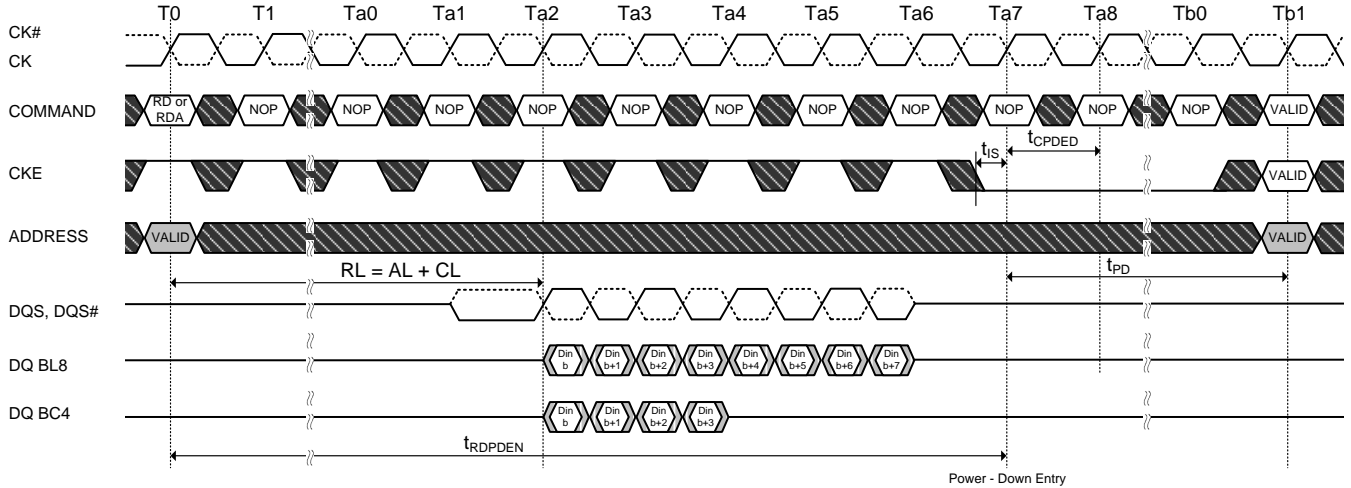 T0 T1 Ta0 Ta1 Ta2 Ta3 Ta4 Ta5 Ta6 Ta7 Ta8 Tb0 Tb1
CK#
CK
COMMAND RD or RDA NOP NOP NOP NOP NOP NOP NOP NOP NOP NOP NOP VALID
tIS tCPDED
CKE VALID
ADDRESS VALID VALID
RL = AL + CL tPD
DQS, DQS#
DQ BL8 Din b Din b+1 Din b+2 Din b+3 Din b+4 Din b+5 Din b+6 Din b+7
DQ BC4 Din b Din b+1 Din b+2 Din b+3
tRDPDEN
Power - Down Entry